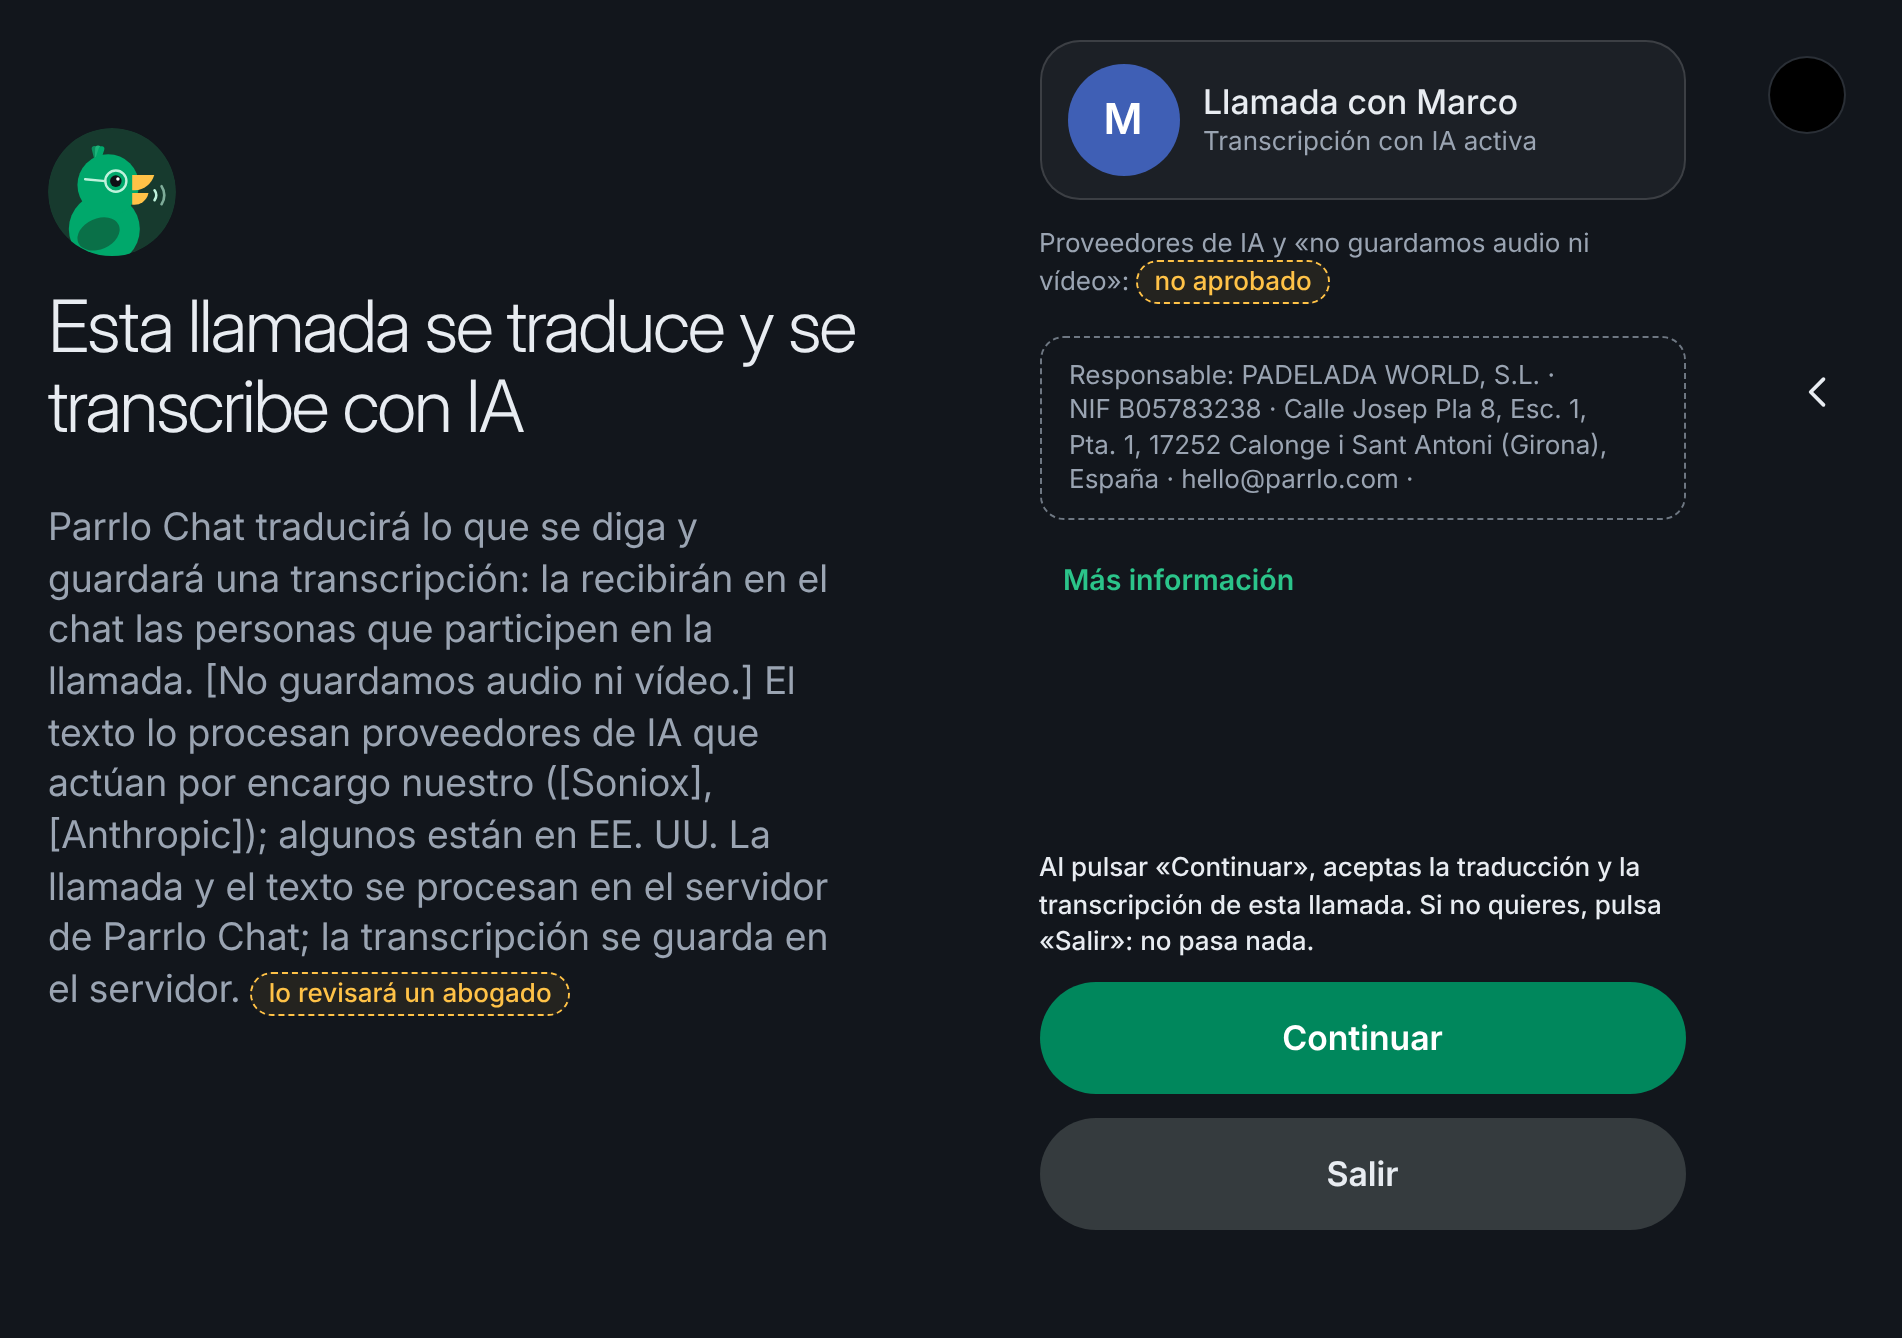 Esta llamada se traduce y se
transcribe con IA
Parrlo Chat traducirá lo que se diga y
guardará una transcripción: la recibirán en el
chat las personas que participen en la
llamada. [No guardamos audio ni vídeo.] El
texto lo procesan proveedores de IA que
actúan por encargo nuestro ([Soniox],
[Anthropic]); algunos están en EE. UU. La
llamada y el texto se procesan en el servidor
de Parrlo Chat; la transcripción se guarda en
el servidor. lo revisará un abogado
M
Llamada con Marco
Transcripción con IA activa
Proveedores de IA y «no guardamos audio ni
vídeo»: no aprobado
Responsable: PADELADA WORLD, S.L. ·
NIF B05783238 · Calle Josep Pla 8, Esc. 1,
Pta. 1, 17252 Calonge i Sant Antoni (Girona),
España · hello@parrlo.com ·
Más información
Al pulsar «Continuar», aceptas la traducción y la
transcripción de esta llamada. Si no quieres, pulsa
«Salir»: no pasa nada.
Continuar
Salir